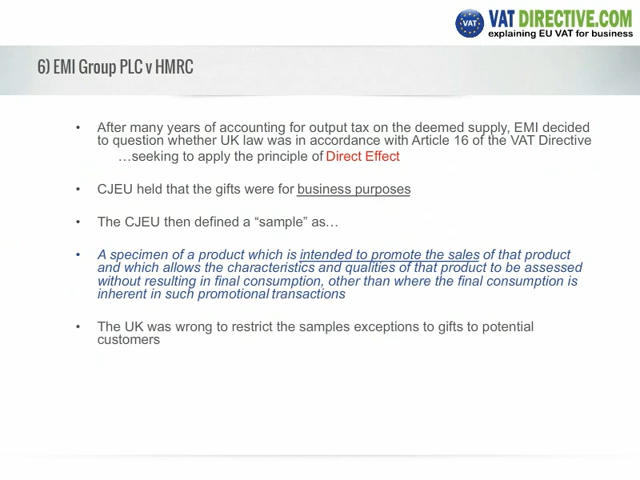 VAT VAT DIRECTIVE.COM
explaining EU VAT for business
6) EMI Group PLC v HMRC
• After many years of accounting for output tax on the deemed supply, EMI decided
to question whether UK law was in accordance with Article 16 of the VAT Directive
…seeking to apply the principle of Direct Effect
• CJEU held that the gifts were for business purposes
• The CJEU then defined a “sample” as…
• A specimen of a product which is intended to promote the sales of that product
and which allows the characteristics and qualities of that product to be assessed
without resulting in final consumption, other than where the final consumption is
inherent in such promotional transactions
• The UK was wrong to restrict the samples exceptions to gifts to potential
customers